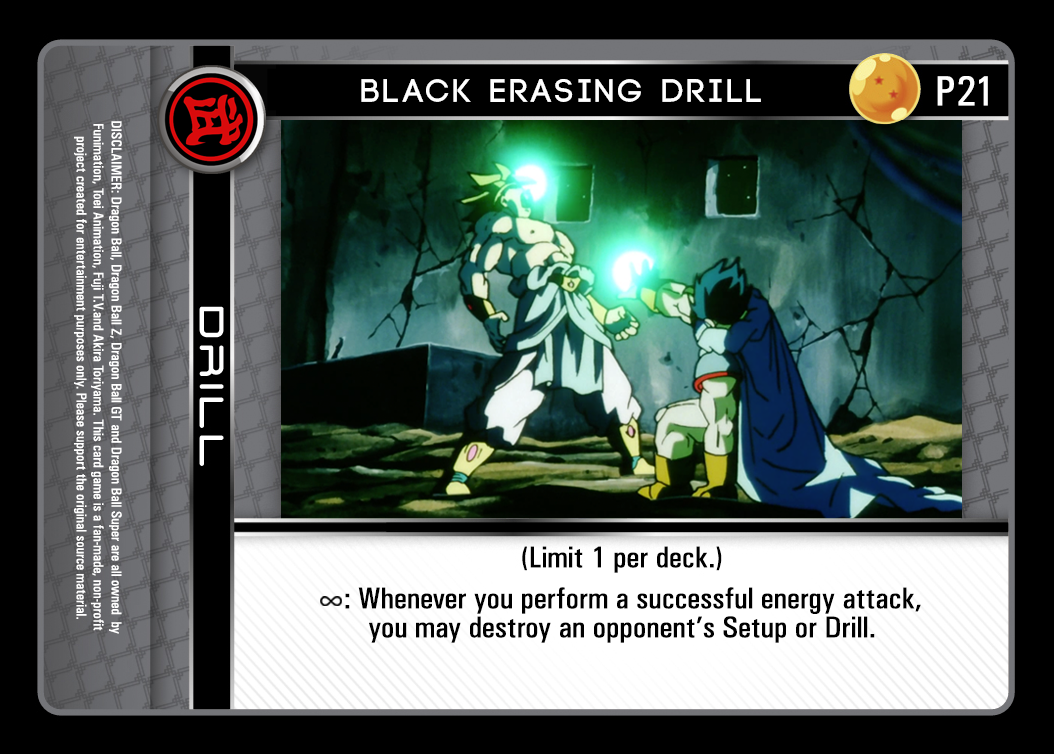 BLACK ERASING DRILL
P21
武
DRILL
DISCLAIMER: Dragon Ball, Dragon Ball Z, Dragon Ball GT and Dragon Ball Super are all owned by
Funimation, Toei Animation, Fuji T.V.and Akira Toriyama. This card game is a fan-made, non-profit
project created for entertainment purposes only. Please support the original source material.
(Limit 1 per deck.)
∞: Whenever you perform a successful energy attack,
you may destroy an opponent's Setup or Drill.